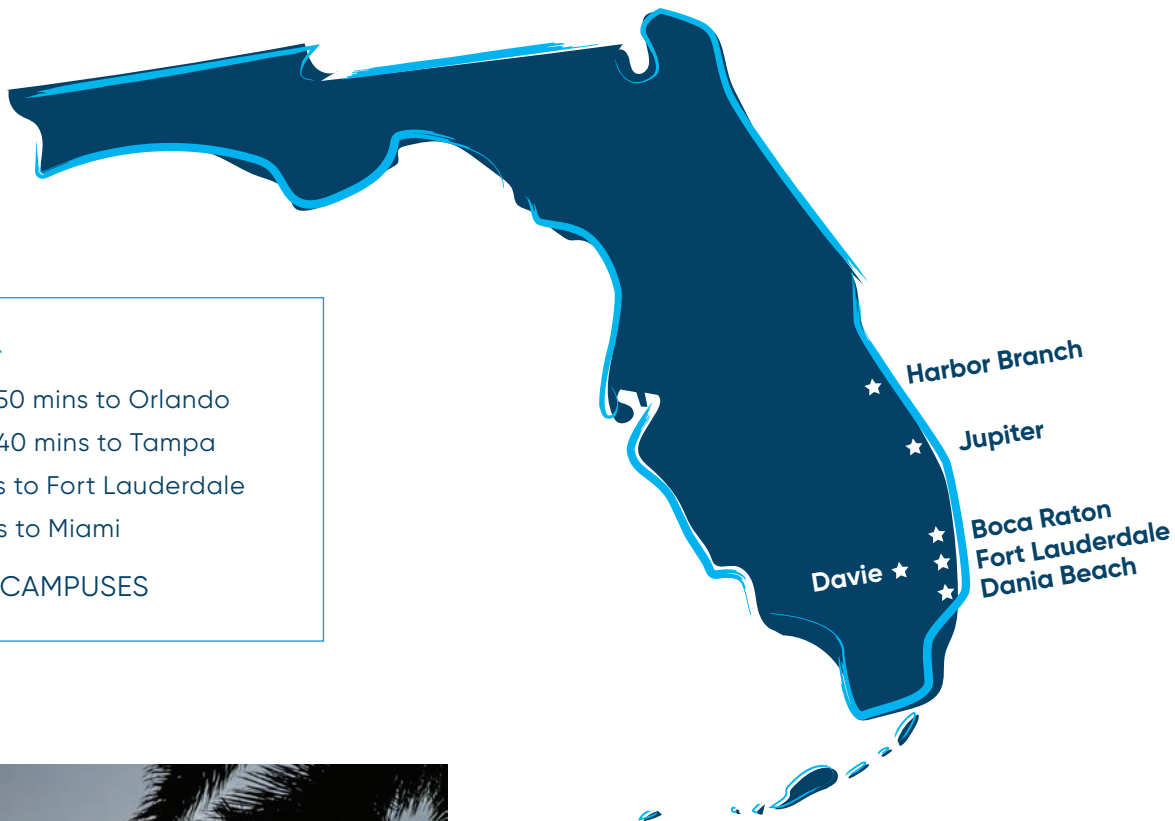 50 mins to Orlando
40 mins to Tampa
s to Fort Lauderdale
s to Miami
CAMPUSES
Harbor Branch
Jupiter
Boca Raton
Fort Lauderdale
Dania Beach
Davie